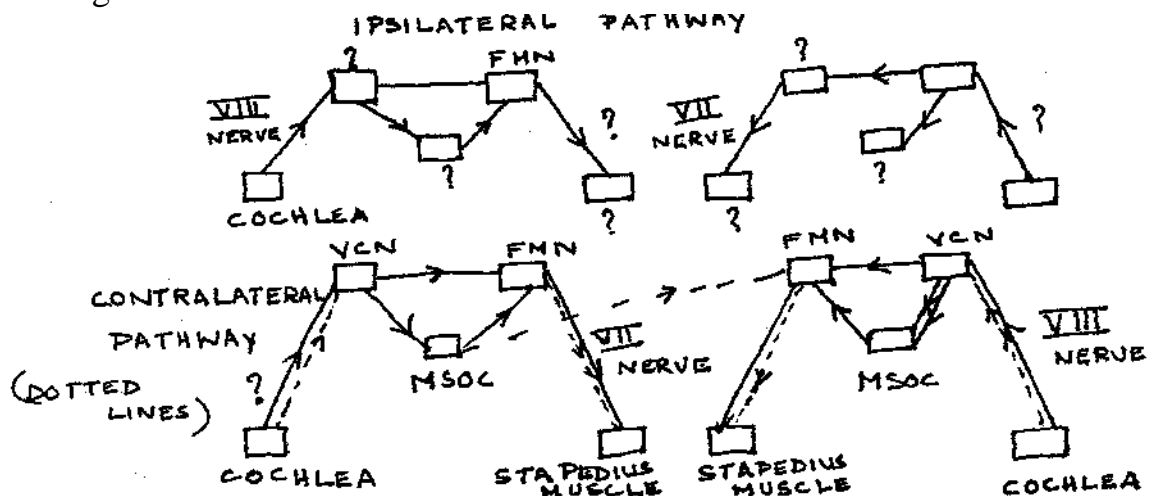 IPSILATERAL PATHWAY
? FMN ?
VIII
NERVE
?
VII
NERVE
?
? ?
COCHLEA ? ?
VCN FMN FMN VCN
CONTRALATERAL
PATHWAY
(DOTTED
LINES)
?
MSOC
VII
NERVE
MSOC
VIII
NERVE
COCHLEA STAPEDIUS
MUSCLE
STAPEDIUS
MUSCLE
COCHLEA